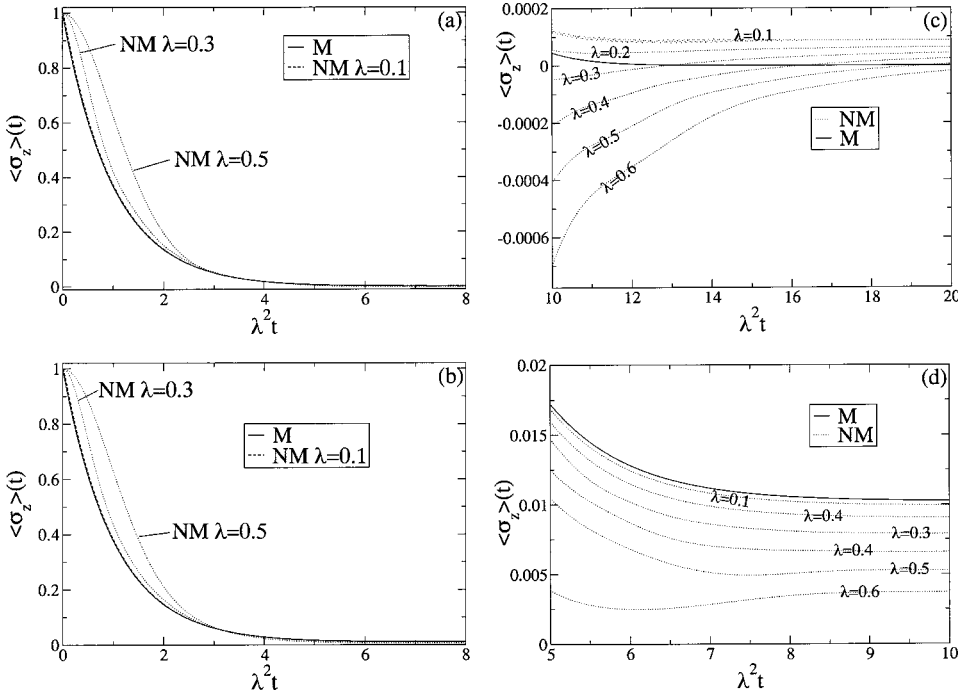 (a)
NM λ=0.3
M
NM λ=0.1
NM λ=0.5
<σz>(t)
1
0.8
0.6
0.4
0.2
0
0 2 4 6 8
λ²t
(c)
0.0002
0
-0.0002
-0.0004
-0.0006
<σz>(t)
λ=0.1
λ=0.2
λ=0.3
λ=0.4
λ=0.5
λ=0.6
NM
M
10 12 14 16 18 20
λ²t
(b)
NM λ=0.3
M
NM λ=0.1
NM λ=0.5
<σz>(t)
1
0.8
0.6
0.4
0.2
0
0 2 4 6 8
λ²t
(d)
0.02
0.015
0.01
0.005
0
<σz>(t)
M
NM
λ=0.1
λ=0.4
λ=0.3
λ=0.4
λ=0.5
λ=0.6
5 6 7 8 9 10
λ²t